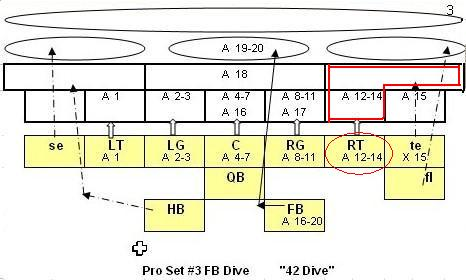 3
A 19-20
A 18
A 1 A 2-3 A 4-7 A 8-11 A 12-14 A 15
A 16 A 17
se LT LG C RG RT te
A 1 A 2-3 A 4-7 A 8-11 A 12-14 X 15
QB fl
HB FB
A 16-20
Pro Set #3 FB Dive "42 Dive"